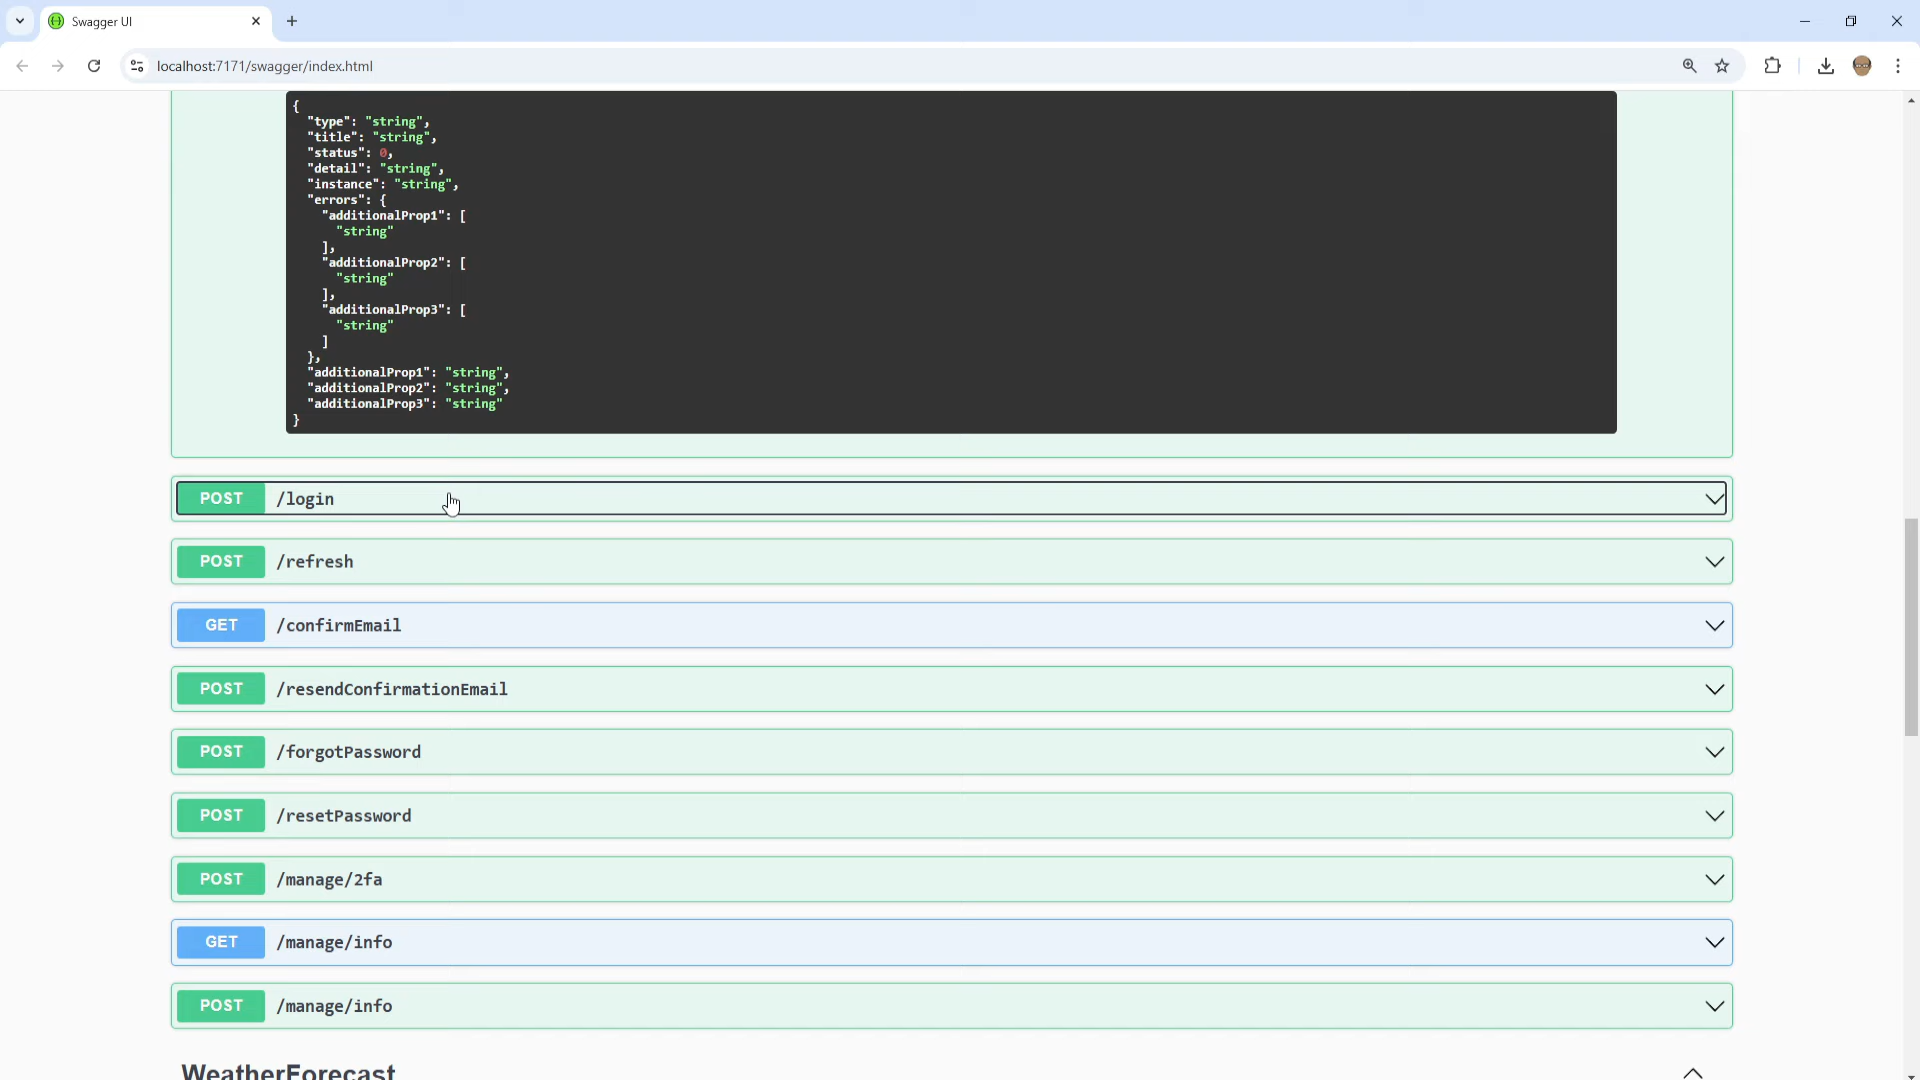 Swagger UI
localhost:7171/swagger/index.html
{
"type": "string",
"title": "string",
"status": 0,
"detail": "string",
"instance": "string",
"errors": {
"additionalProp1": [
"string"
],
"additionalProp2": [
"string"
],
"additionalProp3": [
"string"
]
},
"additionalProp1": "string",
"additionalProp2": "string",
"additionalProp3": "string"
}
POST /login
POST /refresh
GET /confirmEmail
POST /resendConfirmationEmail
POST /forgotPassword
POST /resetPassword
POST /manage/2fa
GET /manage/info
POST /manage/info
WeatherForecast